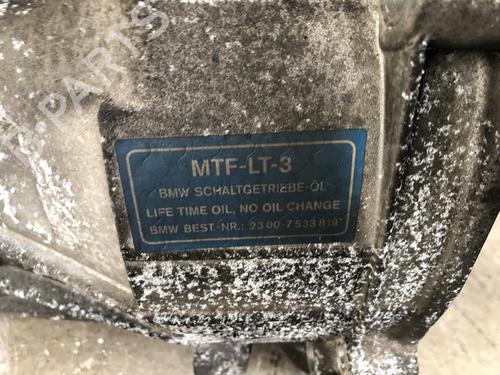 MTF-LT-3
BMW SCHALTGETRIEBE-ÖL
LIFE TIME OIL, NO OIL CHANGE
BMW BEST.-NR.: 23 00-7 533 818
B-PARTS